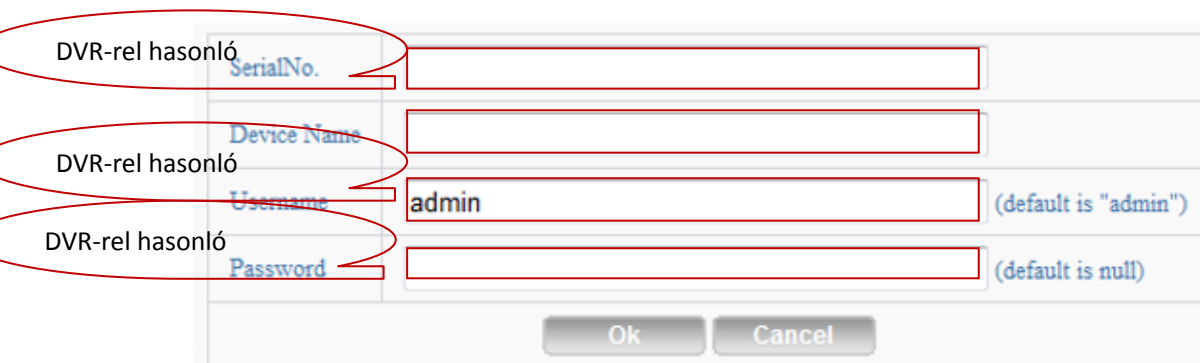 DVR-rel hasonló
SerialNo.
Device Name
DVR-rel hasonló
Username admin (default is "admin")
DVR-rel hasonló
Password (default is null)
Ok Cancel